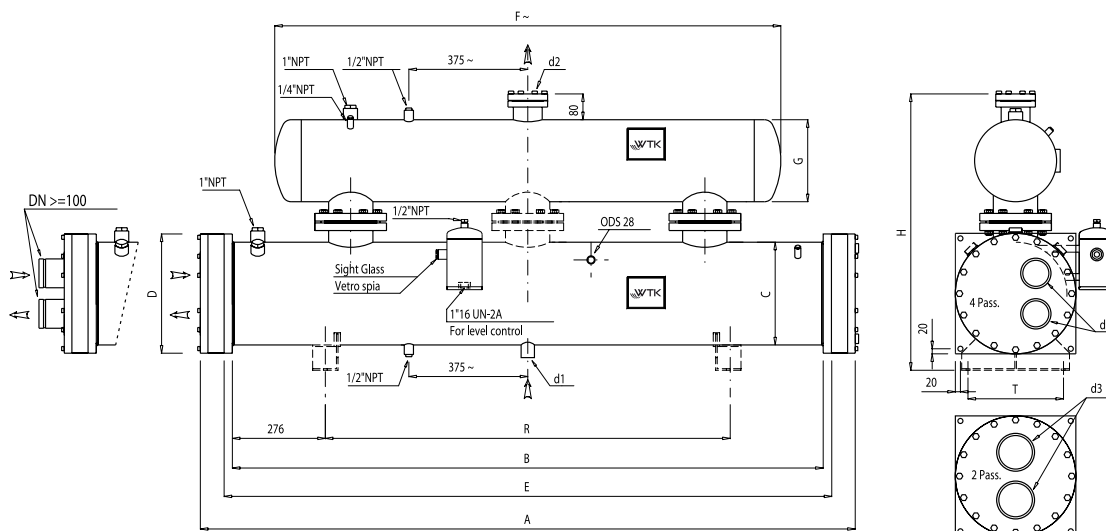 F ~
375 ~
d2
1"NPT
1/2"NPT
1/4"NPT
80
WTK
G
H
DN >=100
1"NPT
1/2"NPT
ODS 28
D
Sight Glass
Vetro spia
C
WTK
1"16 UN-2A
For level control
4 Pass.
d
20
20
T
d3
1/2"NPT
375 ~
d1
276
R
B
2 Pass.
E
A